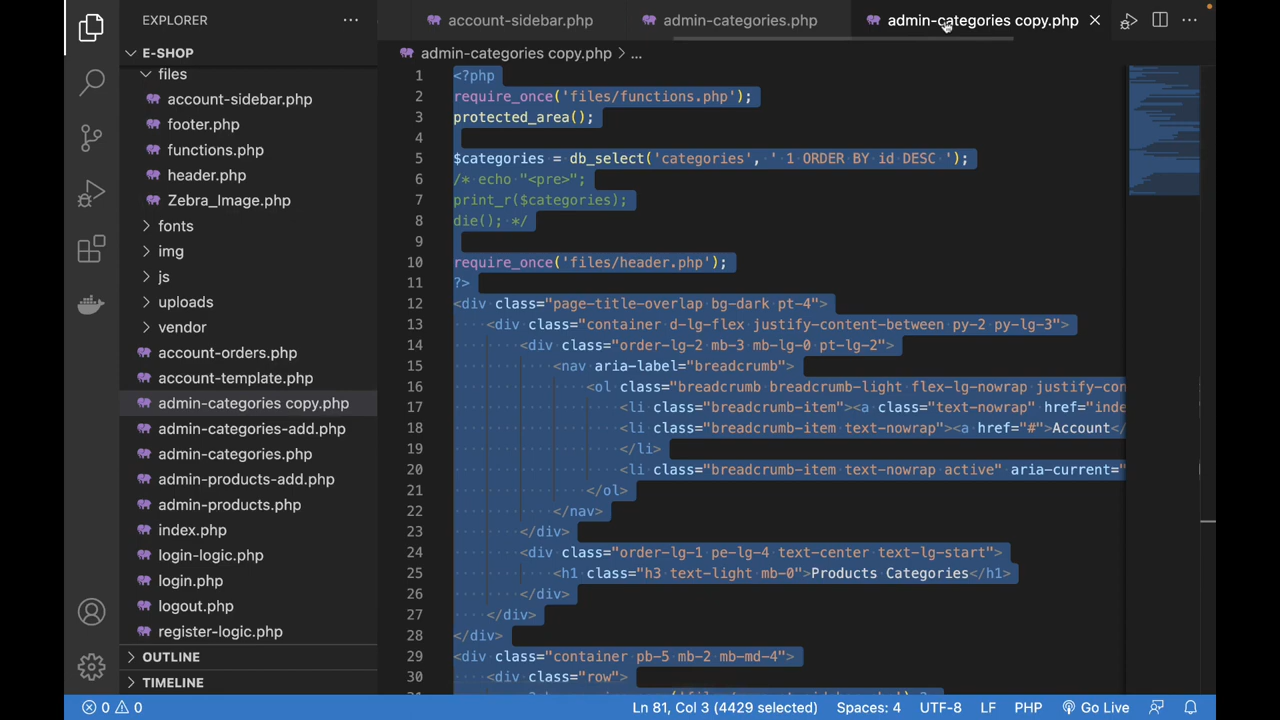 EXPLORER
E-SHOP
files
account-sidebar.php
footer.php
functions.php
header.php
Zebra_Image.php
fonts
img
js
uploads
vendor
account-orders.php
account-template.php
admin-categories copy.php
admin-categories-add.php
admin-categories.php
admin-products-add.php
admin-products.php
index.php
login-logic.php
login.php
logout.php
register-logic.php
OUTLINE
TIMELINE
account-sidebar.php admin-categories.php admin-categories copy.php
admin-categories copy.php > ...
1 <?php
2 require_once('files/functions.php');
3 protected_area();
4
5 $categories = db_select('categories', ' 1 ORDER BY id DESC ');
6 /* echo "<pre>";
7 print_r($categories);
8 die(); */
9
10 require_once('files/header.php');
11 ?>
12 <div class="page-title-overlap bg-dark pt-4">
13 <div class="container d-lg-flex justify-content-between py-2 py-lg-3">
14 <div class="order-lg-2 mb-3 mb-lg-0 pt-lg-2">
15 <nav aria-label="breadcrumb">
16 <ol class="breadcrumb breadcrumb-light flex-lg-nowrap justify-con
17 <li class="breadcrumb-item"><a class="text-nowrap" href="inde
18 <li class="breadcrumb-item text-nowrap"><a href="#">Account</
19 </li>
20 <li class="breadcrumb-item text-nowrap active" aria-current="
21 </ol>
22 </nav>
23 </div>
24 <div class="order-lg-1 pe-lg-4 text-center text-lg-start">
25 <h1 class="h3 text-light mb-0">Products Categories</h1>
26 </div>
27 </div>
28 </div>
29 <div class="container pb-5 mb-2 mb-md-4">
30 <div class="row">
0 0 Ln 81, Col 3 (4429 selected) Spaces: 4 UTF-8 LF PHP Go Live